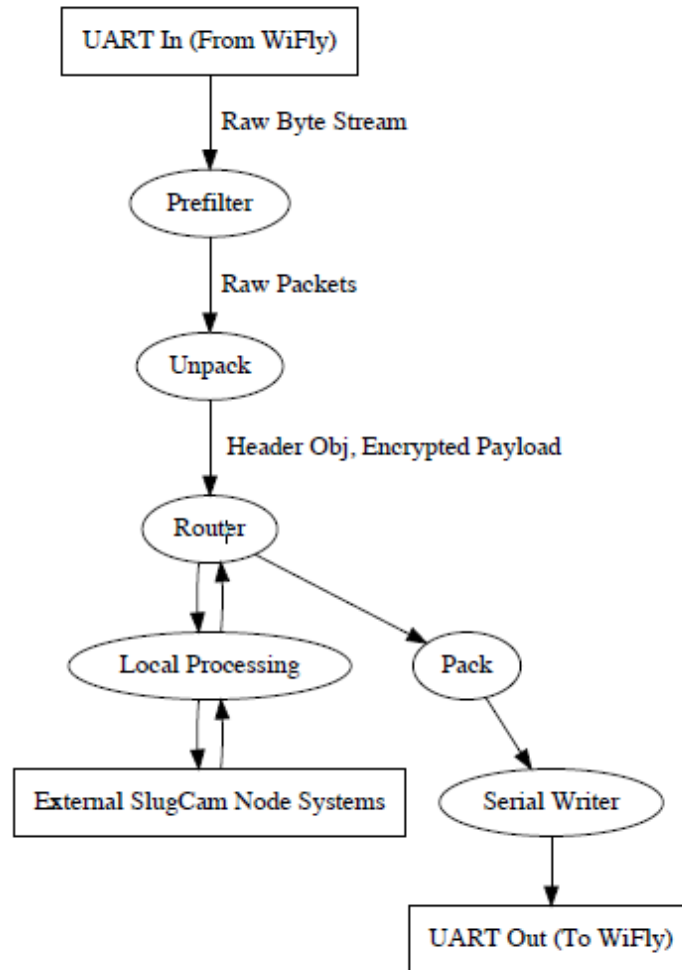 UART In (From WiFly)
Raw Byte Stream
Prefilter
Raw Packets
Unpack
Header Obj, Encrypted Payload
Router
Local Processing
Pack
External SlugCam Node Systems
Serial Writer
UART Out (To WiFly)